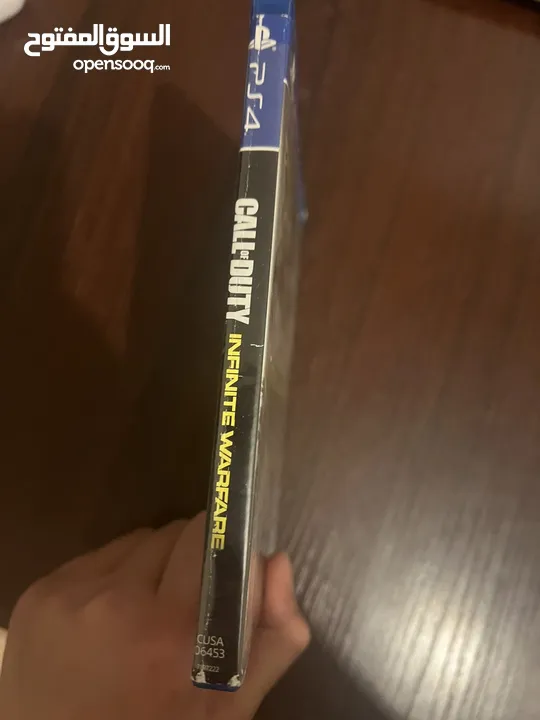 السوق المفتوح
opensooq.com
PS4
CALL OF DUTY
INFINITE WARFARE
CUSA
06453